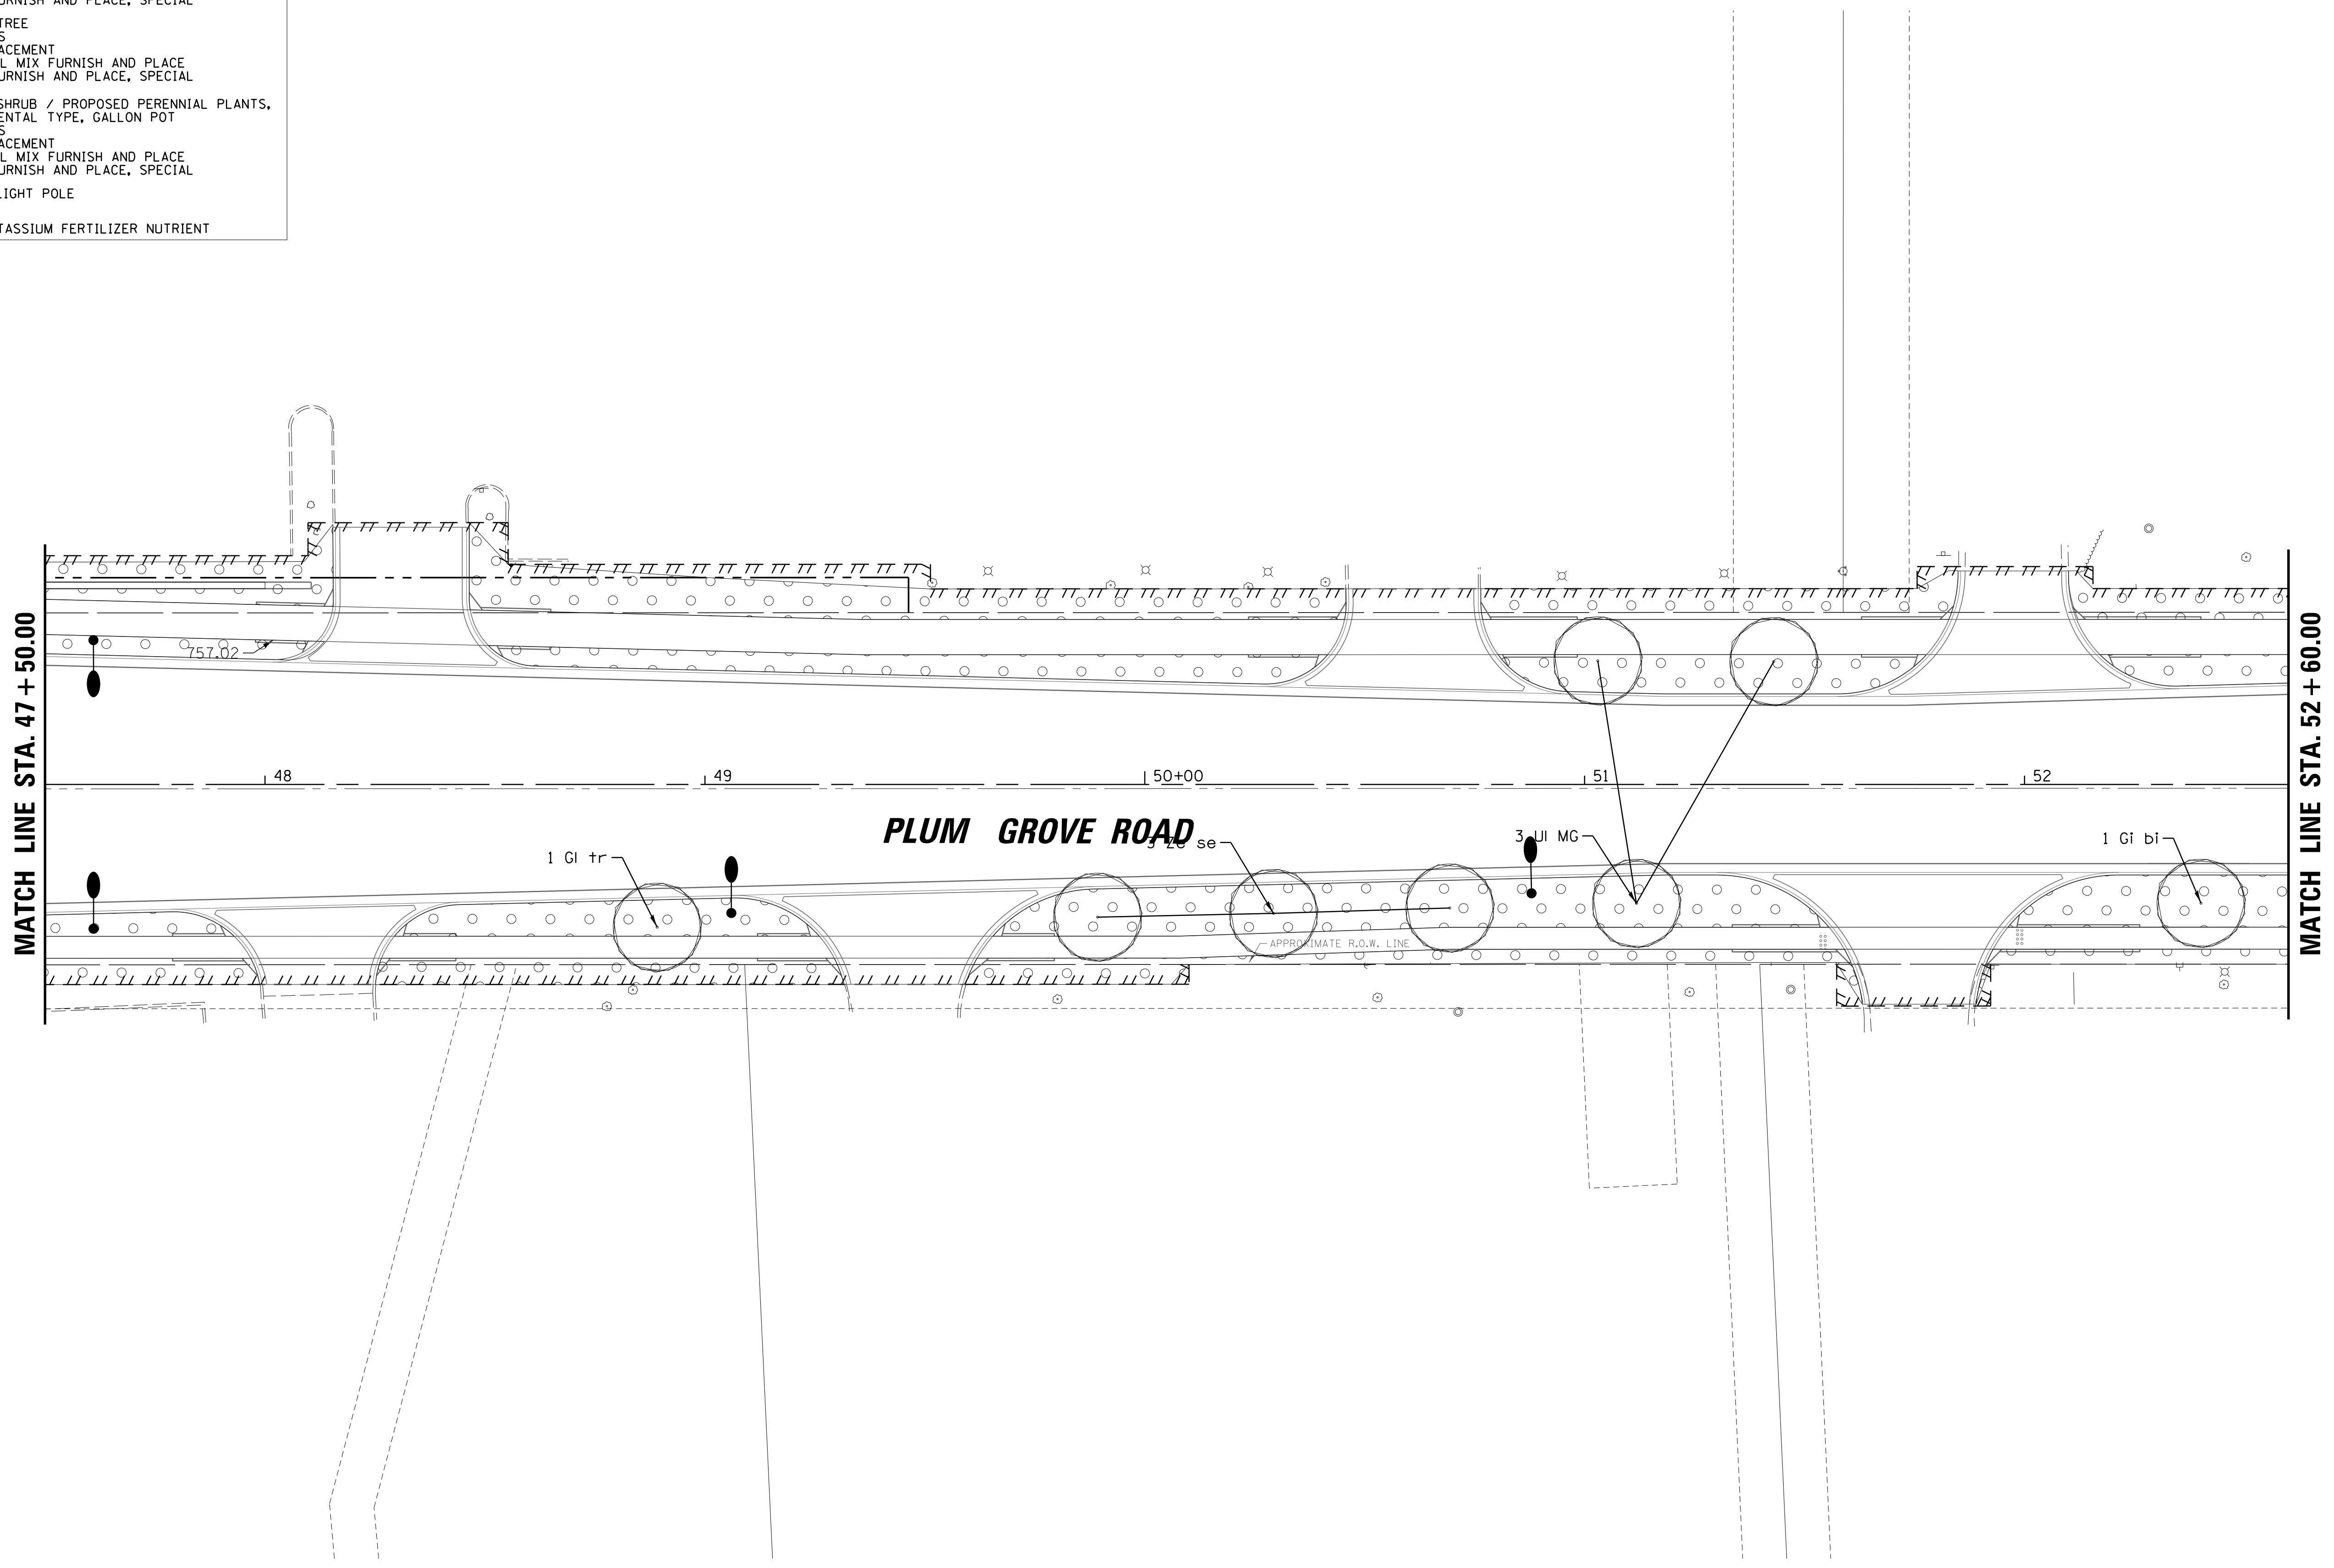 URNISH AND PLACE, SPECIAL
TREE
S
ACEMENT
L MIX FURNISH AND PLACE
URNISH AND PLACE, SPECIAL
SHRUB / PROPOSED PERENNIAL PLANTS,
ENTAL TYPE, GALLON POT
S
ACEMENT
L MIX FURNISH AND PLACE
URNISH AND PLACE, SPECIAL
LIGHT POLE
TASSIUM FERTILIZER NUTRIENT
MATCH LINE STA. 47+50.00
757.02
48
49
50+00
51
52
PLUM GROVE ROAD
1 Gl tr
3 Ze se
3 Ul MG
1 Gi bi
APPROXIMATE R.O.W. LINE
MATCH LINE STA. 52+60.00